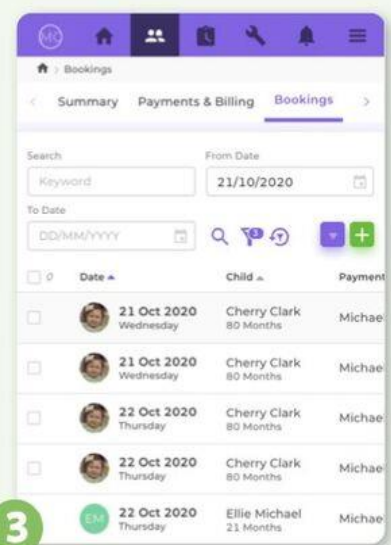 MC
> Bookings
< Summary Payments & Billing Bookings >
Search From Date
Keyword 21/10/2020
To Date
DD/MM/YYYY 3
Date Child Payment
21 Oct 2020 Cherry Clark Michae
Wednesday 80 Months
21 Oct 2020 Cherry Clark Michae
Wednesday 80 Months
22 Oct 2020 Cherry Clark Michae
Thursday 80 Months
22 Oct 2020 Cherry Clark Michae
Thursday 80 Months
EM 22 Oct 2020 Ellie Michael Michae
Thursday 21 Months
3